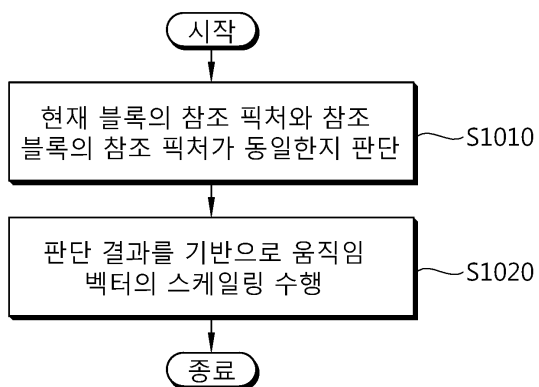 시작
현재 블록의 참조 픽처와 참조
블록의 참조 픽처가 동일한지 판단
S1010
판단 결과를 기반으로 움직임
벡터의 스케일링 수행
S1020
종료